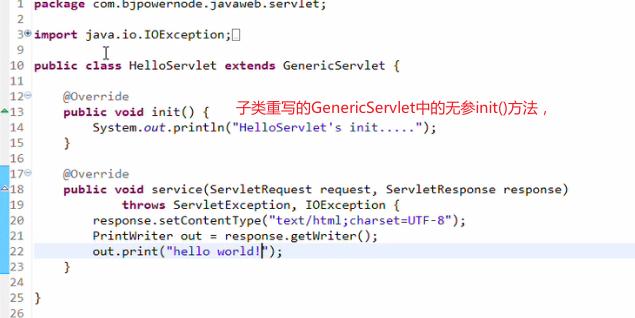 1 package com.bjpowernode.javaweb.servlet;
2
3 import java.io.IOException;
9
10 public class HelloServlet extends GenericServlet {
11
12 @Override
13 public void init() { 子类重写的GenericServlet中的无参init()方法，
14 System.out.println("HelloServlet's init.....");
15 }
16
17 @Override
18 public void service(ServletRequest request, ServletResponse response)
19 throws ServletException, IOException {
20 response.setContentType("text/html;charset=UTF-8");
21 PrintWriter out = response.getWriter();
22 out.print("hello world!");
23 }
24
25 }
26